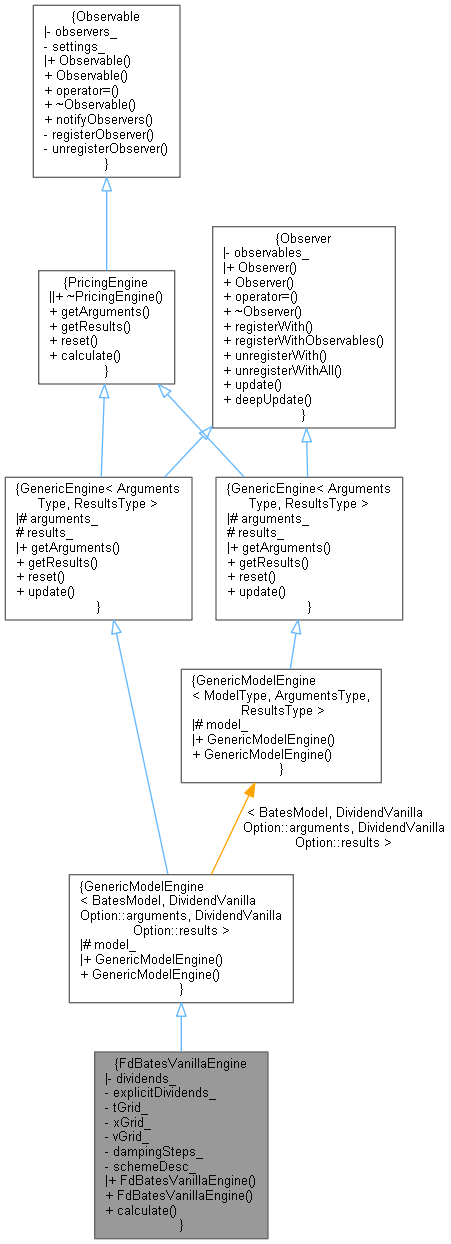 {Observable
|- observers_
- settings_
|+ Observable()
+ Observable()
+ operator=()
+ ~Observable()
+ notifyObservers()
- registerObserver()
- unregisterObserver()
}
{Observer
|- observables_
|+ Observer()
+ Observer()
+ operator=()
+ ~Observer()
+ registerWith()
+ registerWithObservables()
+ unregisterWith()
+ unregisterWithAll()
+ update()
+ deepUpdate()
}
{PricingEngine
||+ ~PricingEngine()
+ getArguments()
+ getResults()
+ reset()
+ calculate()
}
{GenericEngine< Arguments
Type, ResultsType >
|# arguments_
# results_
|+ getArguments()
+ getResults()
+ reset()
+ update()
}
{GenericEngine< Arguments
Type, ResultsType >
|# arguments_
# results_
|+ getArguments()
+ getResults()
+ reset()
+ update()
}
{GenericModelEngine
< ModelType, ArgumentsType,
ResultsType >
|# model_
|+ GenericModelEngine()
+ GenericModelEngine()
}
< BatesModel, DividendVanilla
Option::arguments, DividendVanilla
Option::results >
{GenericModelEngine
< BatesModel, DividendVanilla
Option::arguments, DividendVanilla
Option::results >
|# model_
|+ GenericModelEngine()
+ GenericModelEngine()
}
{FdBatesVanillaEngine
|- dividends_
- explicitDividends_
- tGrid_
- xGrid_
- vGrid_
- dampingSteps_
- schemeDesc_
|+ FdBatesVanillaEngine()
+ FdBatesVanillaEngine()
+ calculate()
}